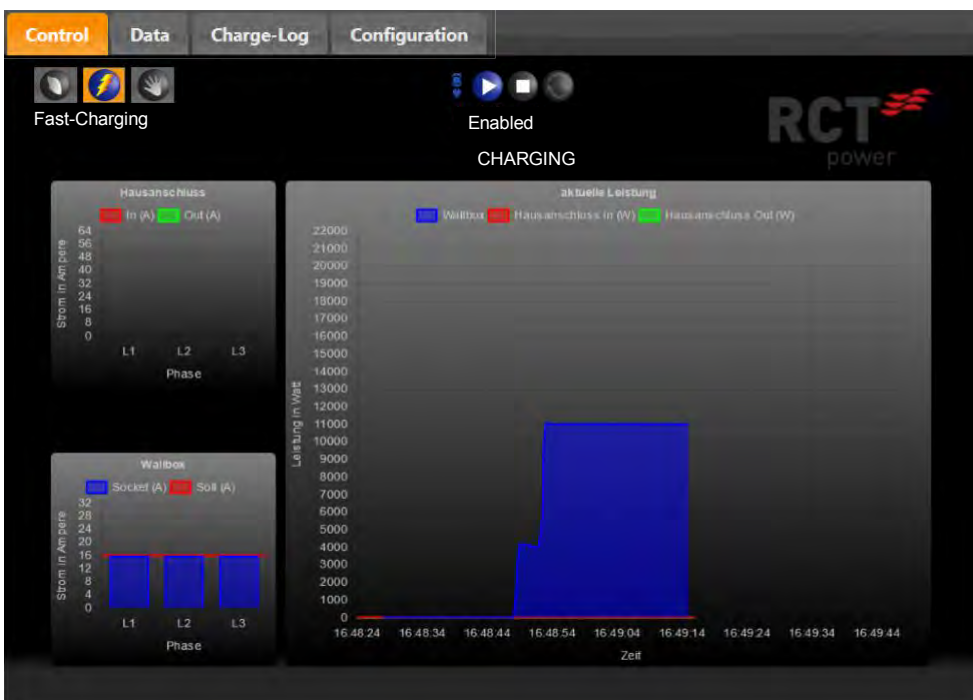 Control Data Charge-Log Configuration
Fast-Charging
Enabled
CHARGING
RCT
power
Hausanschluss
In (A) Out (A)
Strom in Ampere
64
56
48
40
32
24
16
8
0
L1 L2 L3
Phase
Wallbox
Socket (A) Soll (A)
Strom in Ampere
32
28
24
20
16
12
8
4
0
L1 L2 L3
Phase
aktuelle Leistung
Wallbox Hausanschluss In (W) Hausanschluss Out (W)
Leistung in Watt
22000
21000
20000
19000
18000
17000
16000
15000
14000
13000
12000
11000
10000
9000
8000
7000
6000
5000
4000
3000
2000
1000
0
16:48:24 16:48:34 16:48:44 16:48:54 16:49:04 16:49:14 16:49:24 16:49:34 16:49:44
Zeit